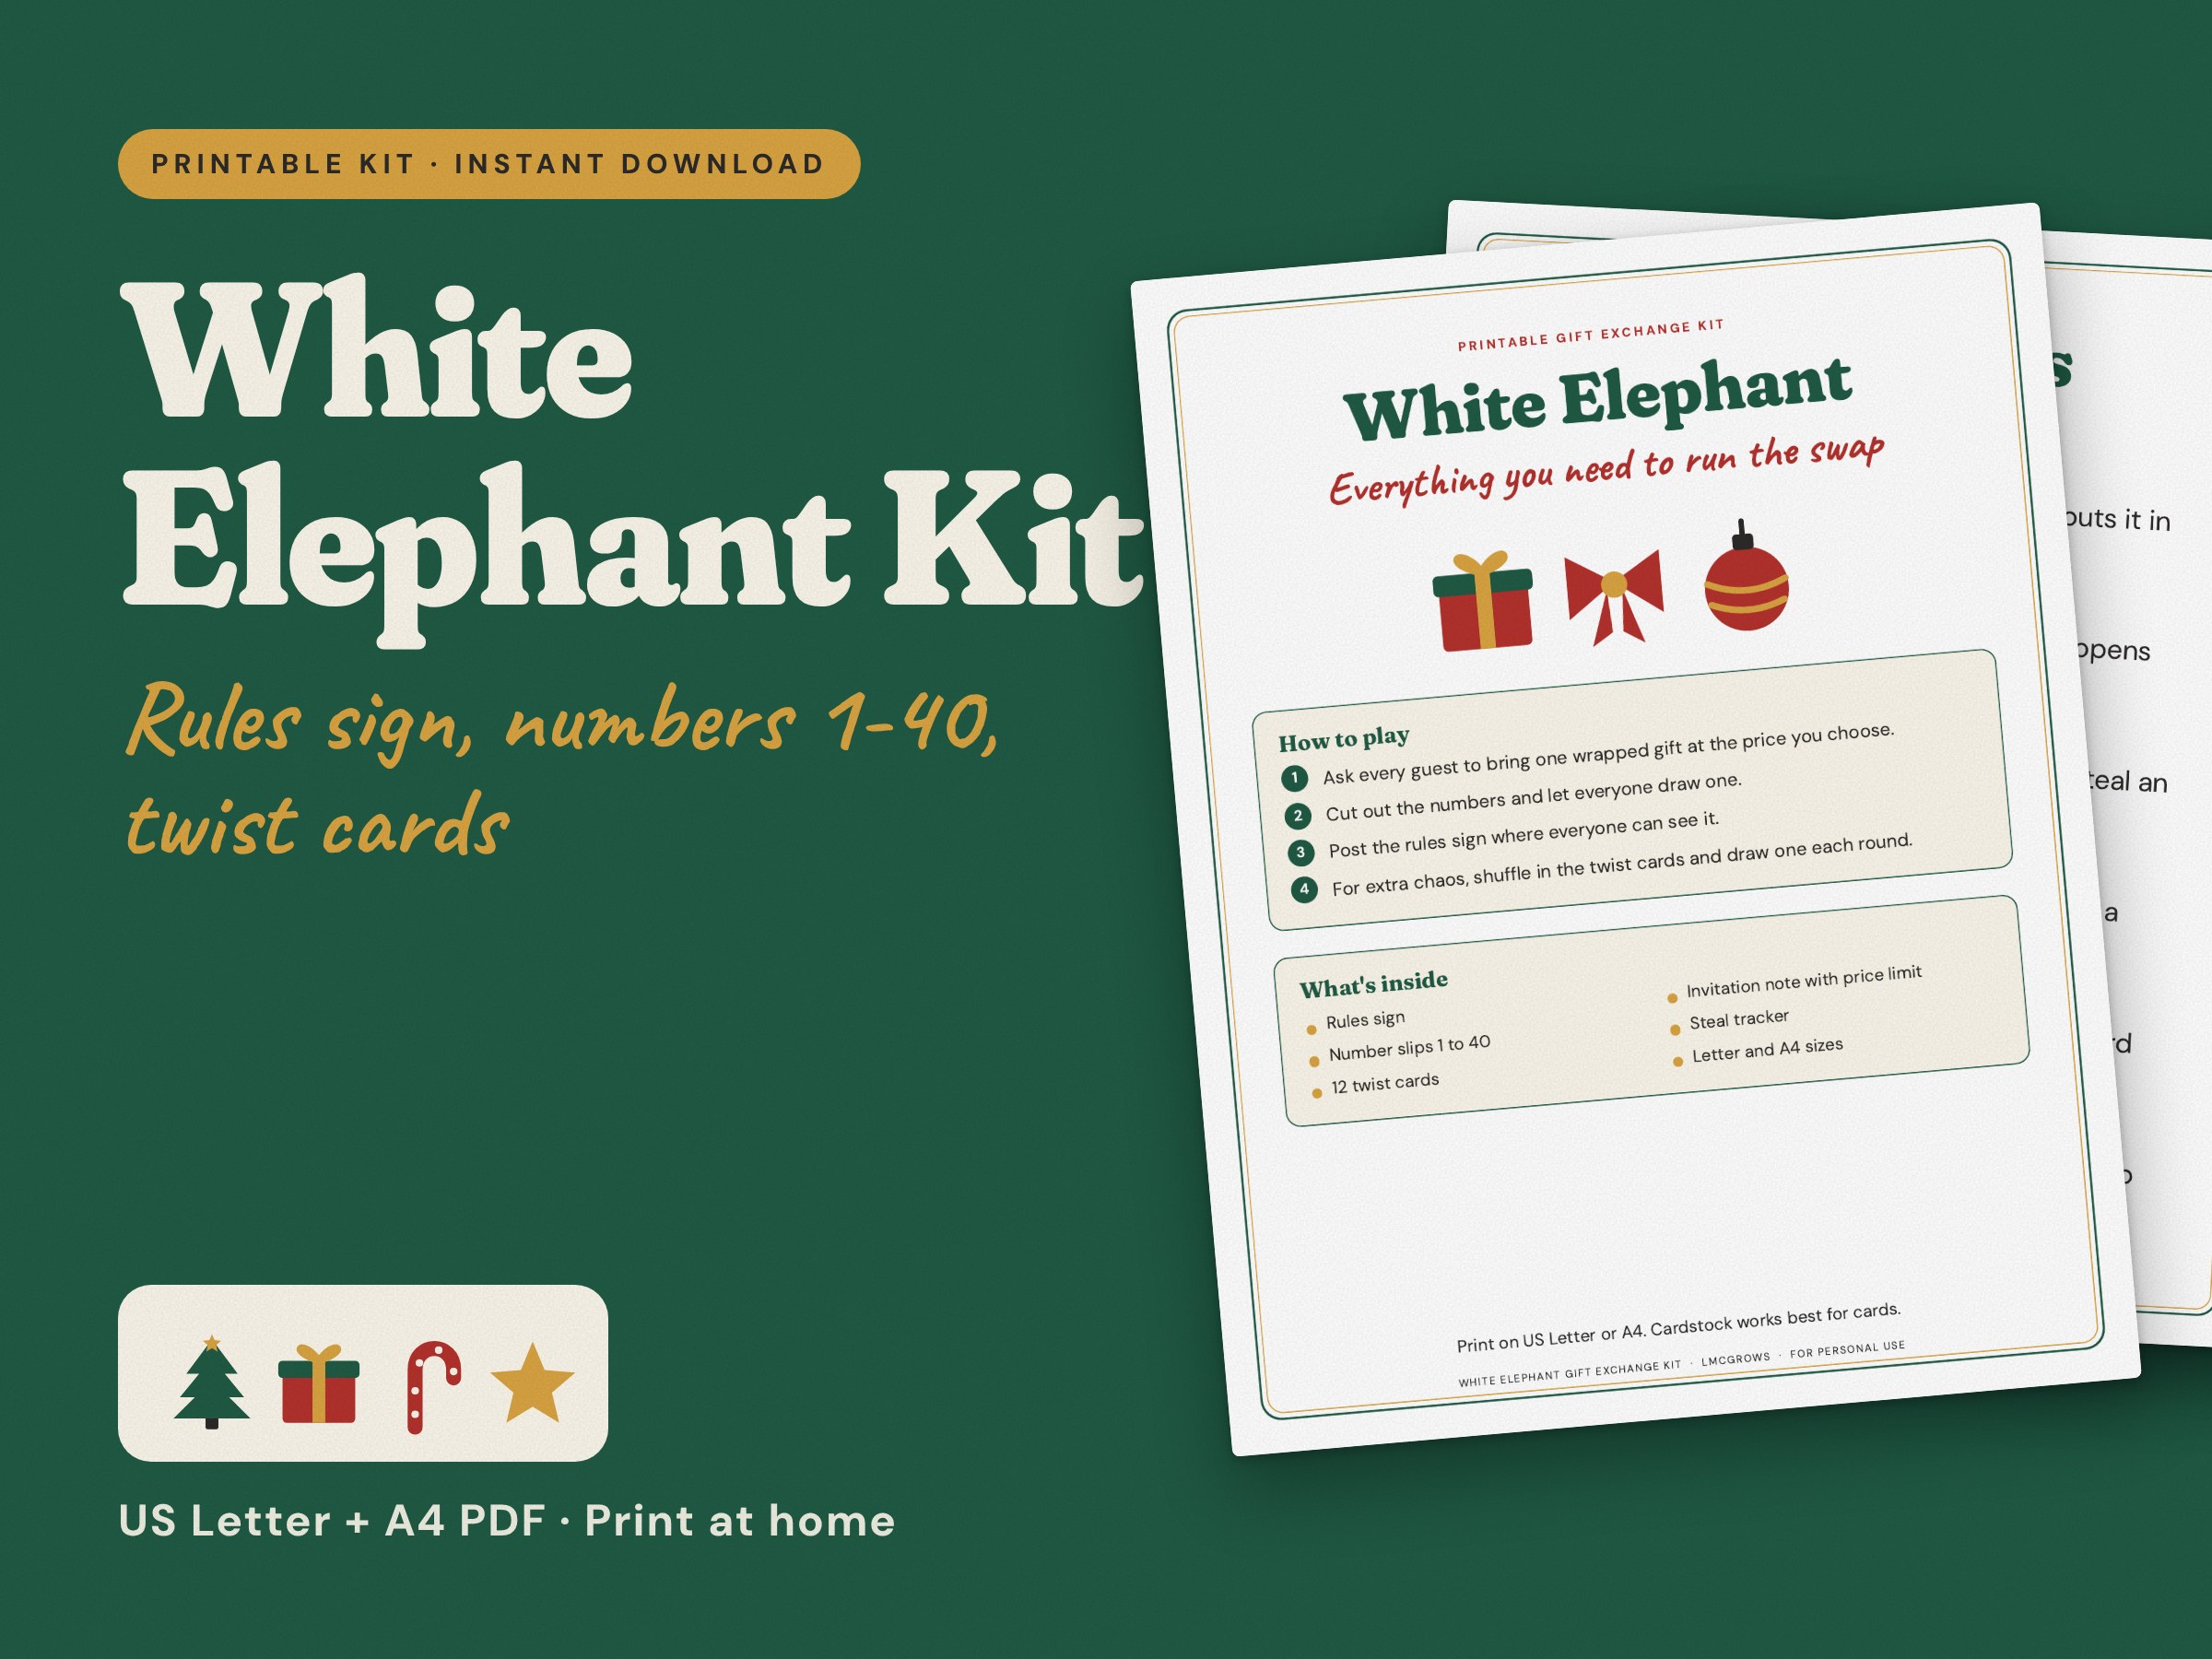 PRINTABLE KIT · INSTANT DOWNLOAD
White
Elephant Kit
Rules sign, numbers 1-40,
twist cards
US Letter + A4 PDF · Print at home
PRINTABLE GIFT EXCHANGE KIT
White Elephant
Everything you need to run the swap
How to play
1 Ask every guest to bring one wrapped gift at the price you choose.
2 Cut out the numbers and let everyone draw one.
3 Post the rules sign where everyone can see it.
4 For extra chaos, shuffle in the twist cards and draw one each round.
What's inside
Rules sign
Number slips 1 to 40
12 twist cards
Invitation note with price limit
Steal tracker
Letter and A4 sizes
Print on US Letter or A4. Cardstock works best for cards.
WHITE ELEPHANT GIFT EXCHANGE KIT · LMCGROWS · FOR PERSONAL USE
it in
opens
an
a